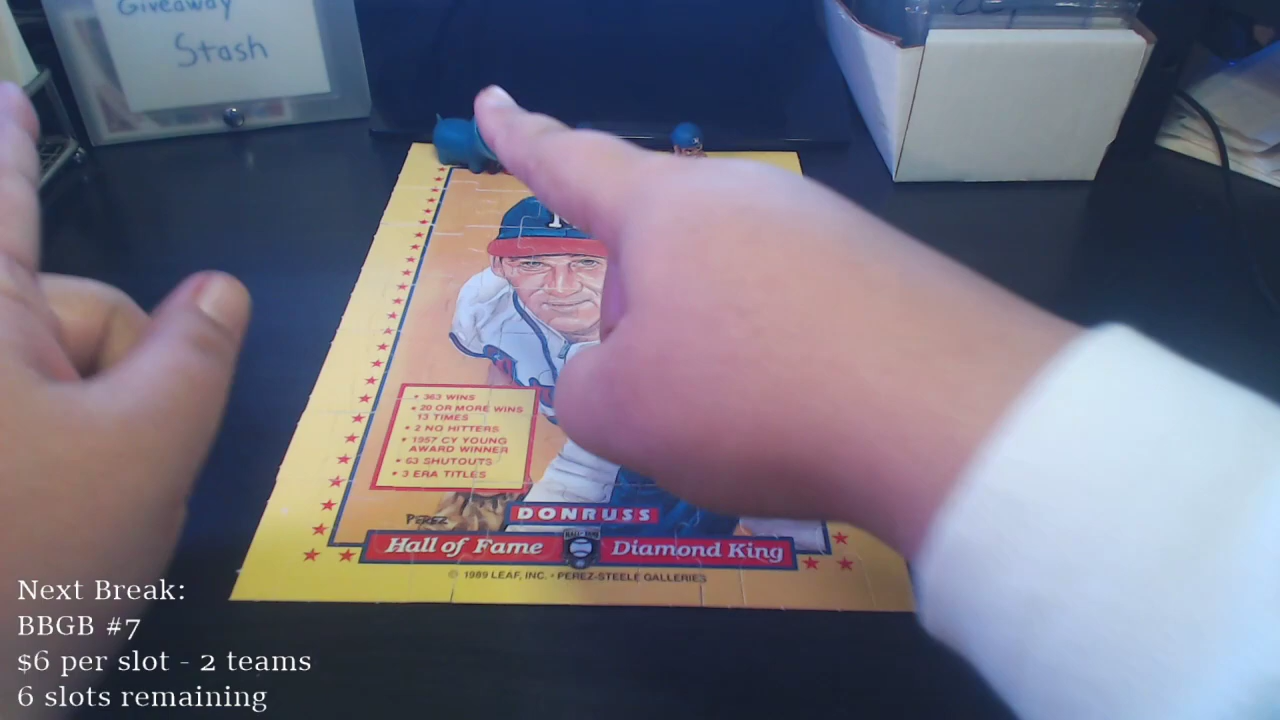 Giveaway
Stash
• 363 WINS
• 20 OR MORE WINS
13 TIMES
• 2 NO HITTERS
• 1957 CY YOUNG
AWARD WINNER
• 63 SHUTOUTS
• 3 ERA TITLES
PEREZ
DONRUSS
Hall of Fame
Diamond King
© 1989 LEAF, INC. • PEREZ-STEELE GALLERIES
Next Break:
BBGB #7
$6 per slot - 2 teams
6 slots remaining